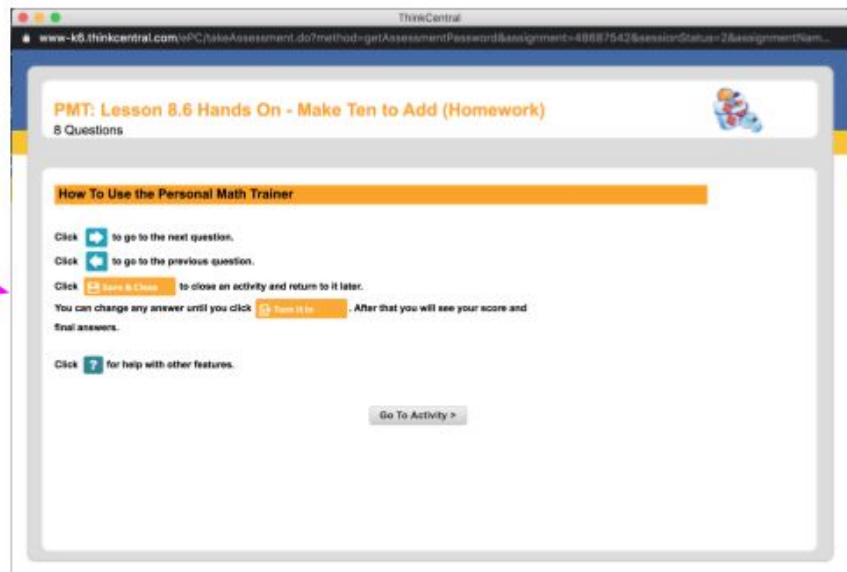 ThinkCentral
www-k6.thinkcentral.com/ePC/takeAssessment.do?method=getAssessmentPassword&assignment=48687542&sessionStatus=2&assignmentNam...
PMT: Lesson 8.6 Hands On - Make Ten to Add (Homework)
8 Questions
How To Use the Personal Math Trainer
Click to go to the next question.
Click to go to the previous question.
Click Save & Close to close an activity and return to it later.
You can change any answer until you click Turn It In . After that you will see your score and
final answers.
Click ? for help with other features.
Go To Activity >